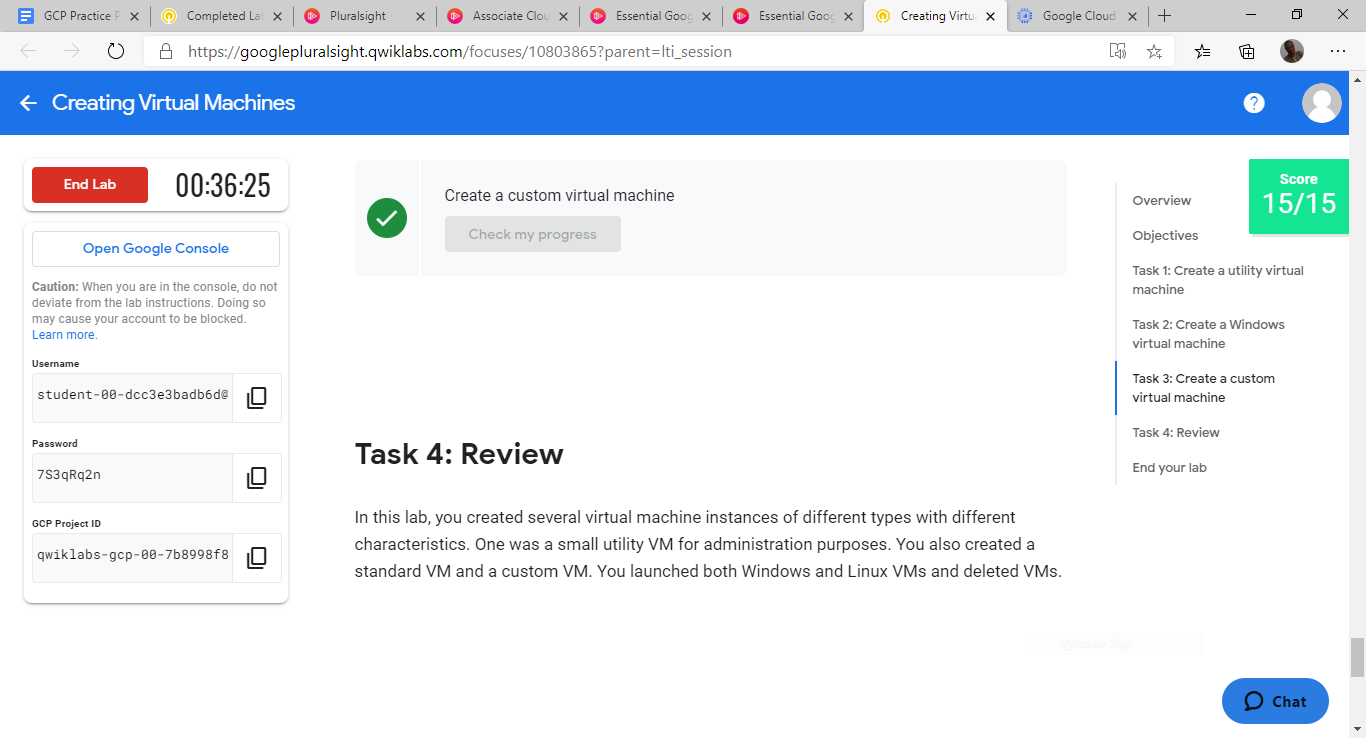 GCP Practice P
Completed La
Pluralsight
Associate Clou
Essential Goog
Essential Goog
Creating Virtu
Google Cloud
https://googlepluralsight.qwiklabs.com/focuses/10803865?parent=lti_session
Creating Virtual Machines
?
End Lab
00:36:25
Open Google Console
Caution: When you are in the console, do not
deviate from the lab instructions. Doing so
may cause your account to be blocked.
Learn more.
Username
student-00-dcc3e3badb6d@
Password
7S3qRq2n
GCP Project ID
qwiklabs-gcp-00-7b8998f8
Create a custom virtual machine
Check my progress
Task 4: Review
In this lab, you created several virtual machine instances of different types with different
characteristics. One was a small utility VM for administration purposes. You also created a
standard VM and a custom VM. You launched both Windows and Linux VMs and deleted VMs.
Window Snip
Score
15/15
Overview
Objectives
Task 1: Create a utility virtual
machine
Task 2: Create a Windows
virtual machine
Task 3: Create a custom
virtual machine
Task 4: Review
End your lab
Chat